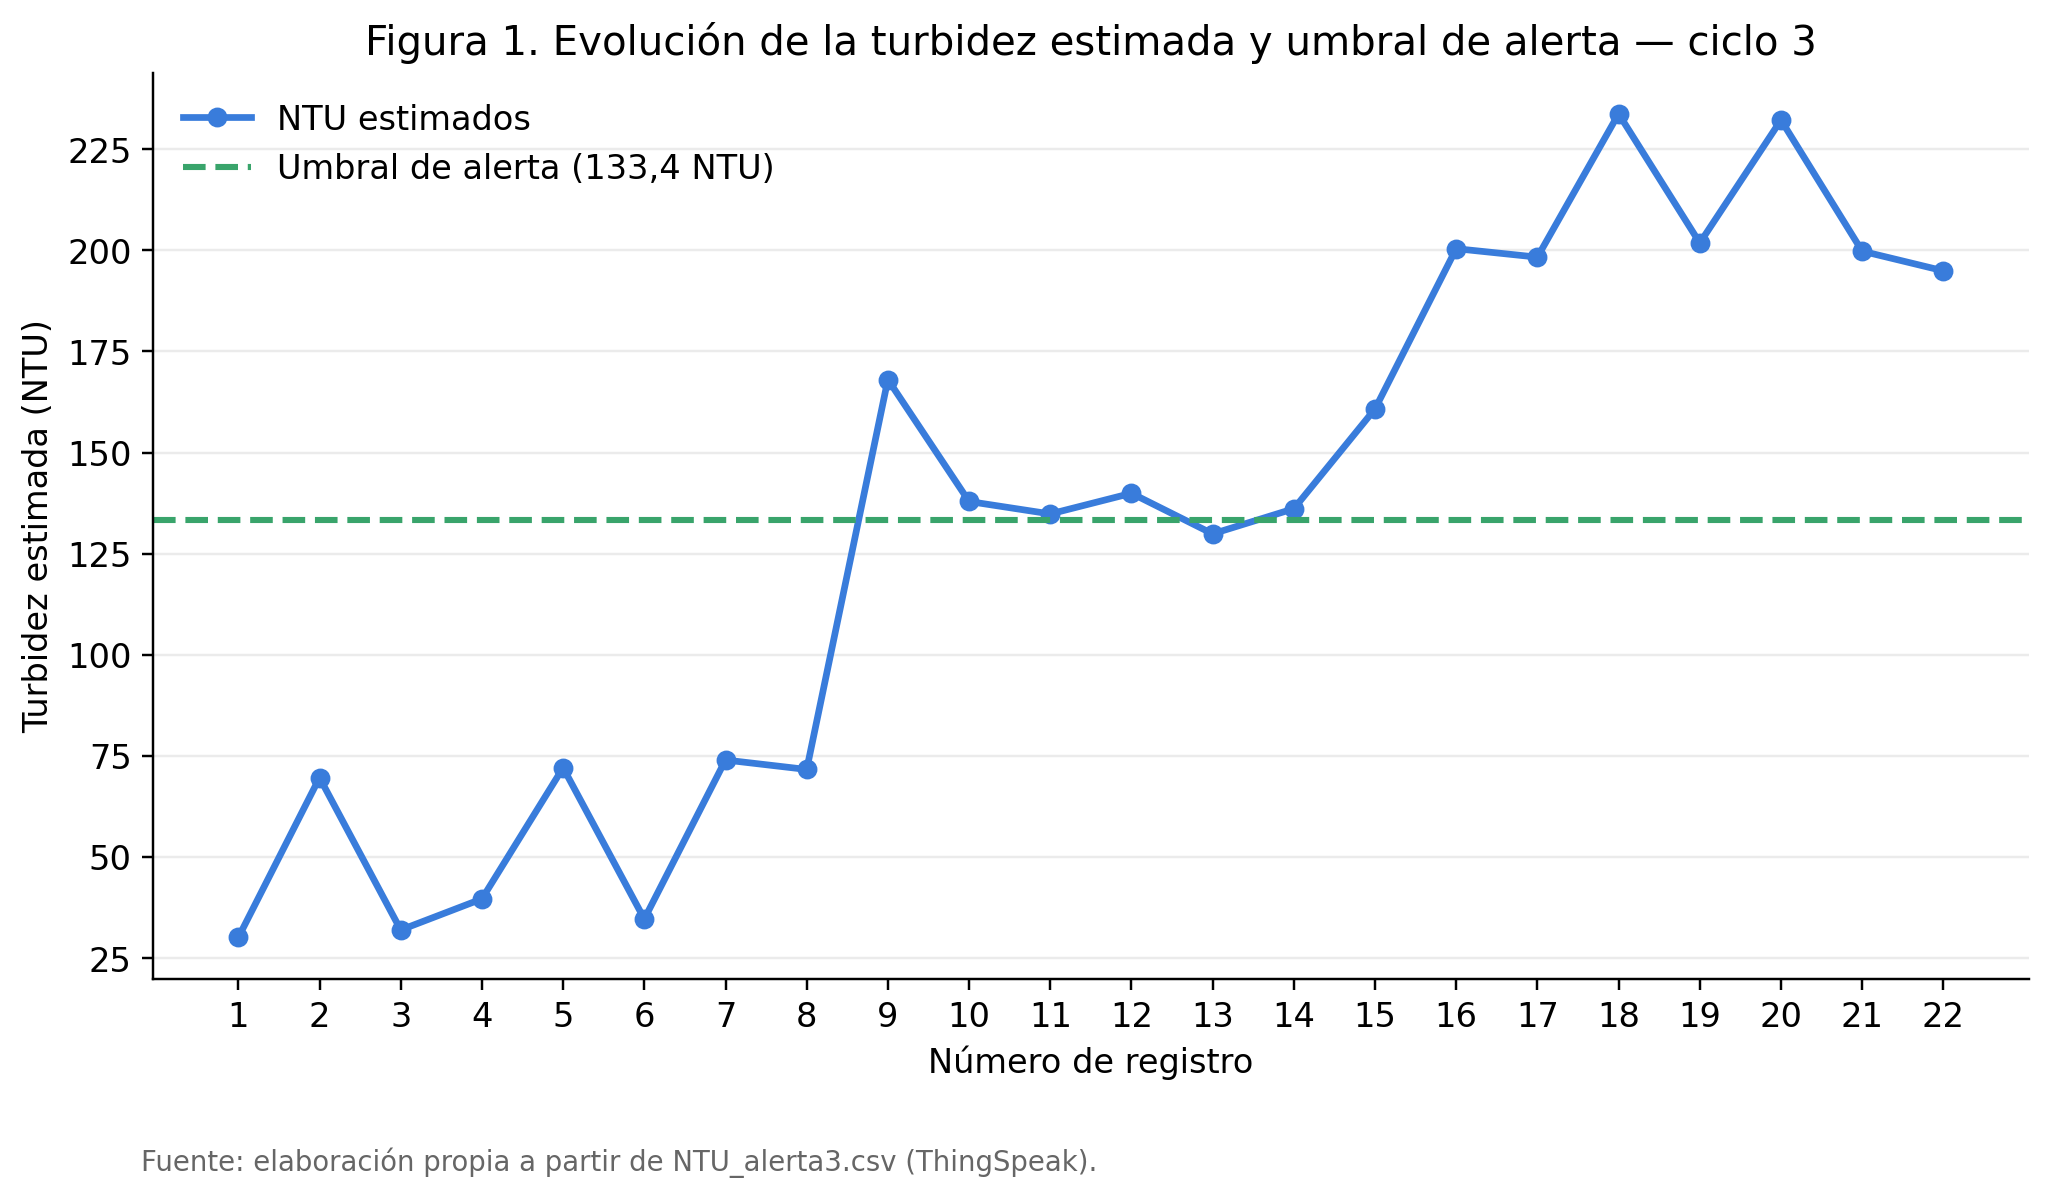 Figura 1. Evolución de la turbidez estimada y umbral de alerta — ciclo 3
NTU estimados
Umbral de alerta (133,4 NTU)
Turbidez estimada (NTU)
225
200
175
150
125
100
75
50
25
1 2 3 4 5 6 7 8 9 10 11 12 13 14 15 16 17 18 19 20 21 22
Número de registro
Fuente: elaboración propia a partir de NTU_alerta3.csv (ThingSpeak).